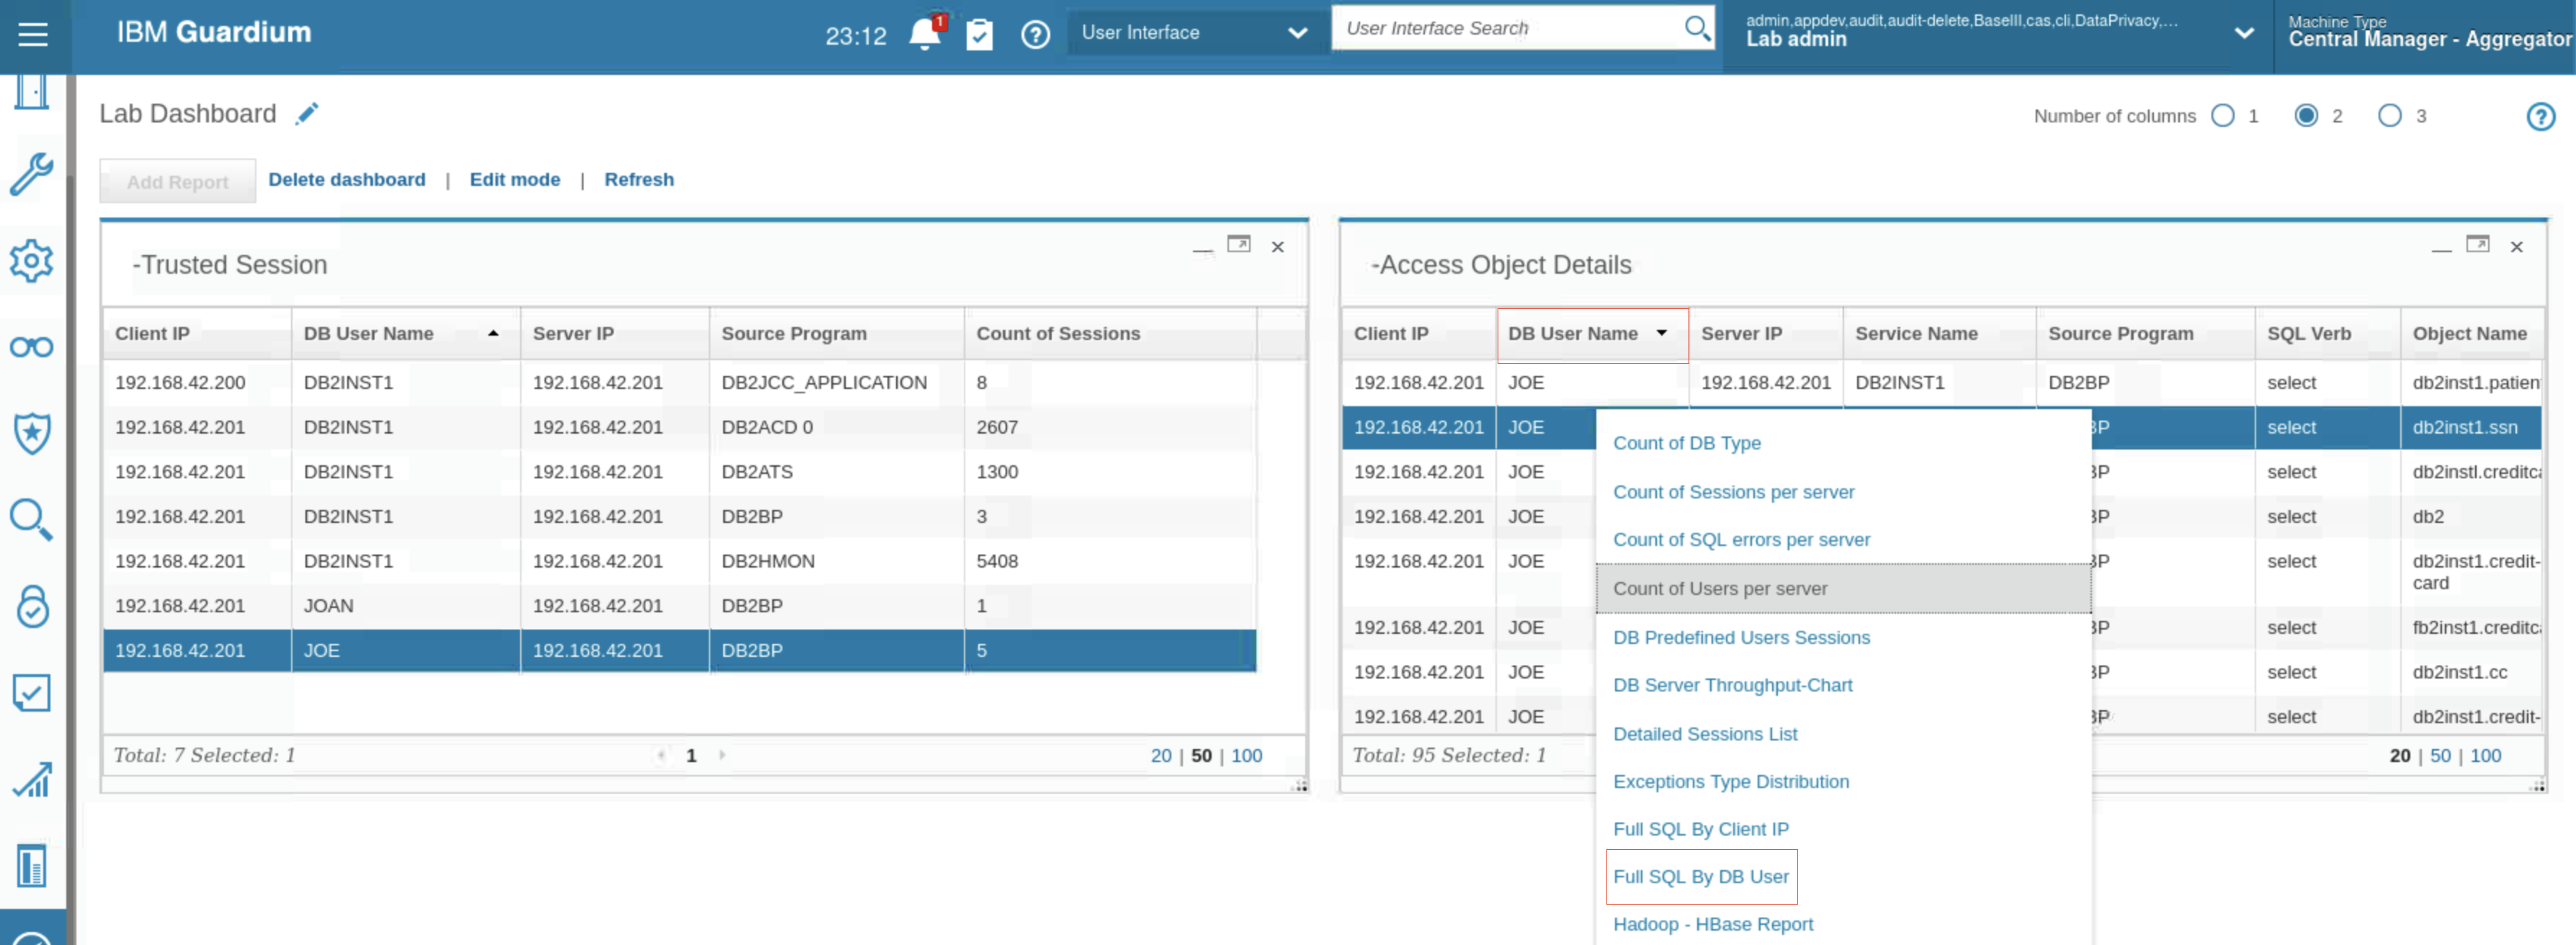 IBM Guardium
23:12
1
User Interface
User Interface Search
admin,appdev,audit,audit-delete,BaselII,cas,cli,DataPrivacy,...
Lab admin
Machine Type
Central Manager - Aggregator
Lab Dashboard
Number of columns 1 2 3
Add Report Delete dashboard | Edit mode | Refresh
-Trusted Session
Client IP DB User Name Server IP Source Program Count of Sessions
192.168.42.200 DB2INST1 192.168.42.201 DB2JCC_APPLICATION 8
192.168.42.201 DB2INST1 192.168.42.201 DB2ACD 0 2607
192.168.42.201 DB2INST1 192.168.42.201 DB2ATS 1300
192.168.42.201 DB2INST1 192.168.42.201 DB2BP 3
192.168.42.201 DB2INST1 192.168.42.201 DB2HMON 5408
192.168.42.201 JOAN 192.168.42.201 DB2BP 1
192.168.42.201 JOE 192.168.42.201 DB2BP 5
Total: 7 Selected: 1 1 20 | 50 | 100
-Access Object Details
Client IP DB User Name Server IP Service Name Source Program SQL Verb Object Name
192.168.42.201 JOE 192.168.42.201 DB2INST1 DB2BP select db2inst1.patien
192.168.42.201 JOE BP select db2inst1.ssn
192.168.42.201 JOE BP select db2instl.creditc
192.168.42.201 JOE BP select db2
192.168.42.201 JOE BP select db2inst1.credit-
card
192.168.42.201 JOE BP select fb2inst1.creditc
192.168.42.201 JOE BP select db2inst1.cc
192.168.42.201 JOE BP select db2inst1.credit-
Total: 95 Selected: 1 20 | 50 | 100
Count of DB Type
Count of Sessions per server
Count of SQL errors per server
Count of Users per server
DB Predefined Users Sessions
DB Server Throughput-Chart
Detailed Sessions List
Exceptions Type Distribution
Full SQL By Client IP
Full SQL By DB User
Hadoop - HBase Report